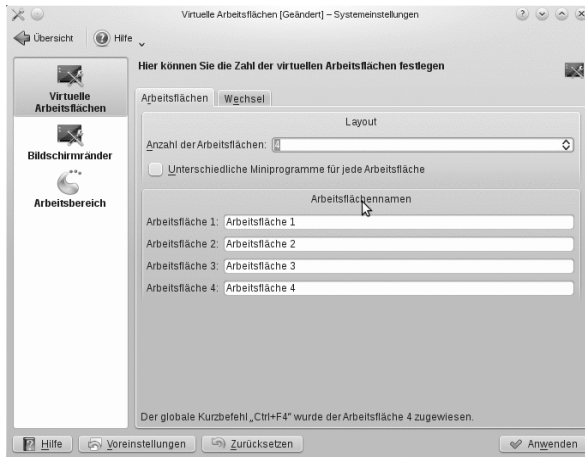 Virtuelle Arbeitsflächen [Geändert] – Systemeinstellungen
Übersicht Hilfe
Virtuelle
Arbeitsflächen
Bildschirmränder
Arbeitsbereich
Hier können Sie die Zahl der virtuellen Arbeitsflächen festlegen
Arbeitsflächen Wechsel
Layout
Anzahl der Arbeitsflächen: 4
Unterschiedliche Miniprogramme für jede Arbeitsfläche
Arbeitsflächennamen
Arbeitsfläche 1: Arbeitsfläche 1
Arbeitsfläche 2: Arbeitsfläche 2
Arbeitsfläche 3: Arbeitsfläche 3
Arbeitsfläche 4: Arbeitsfläche 4
Der globale Kurzbefehl „Ctrl+F4" wurde der Arbeitsfläche 4 zugewiesen.
Hilfe Voreinstellungen Zurücksetzen Anwenden